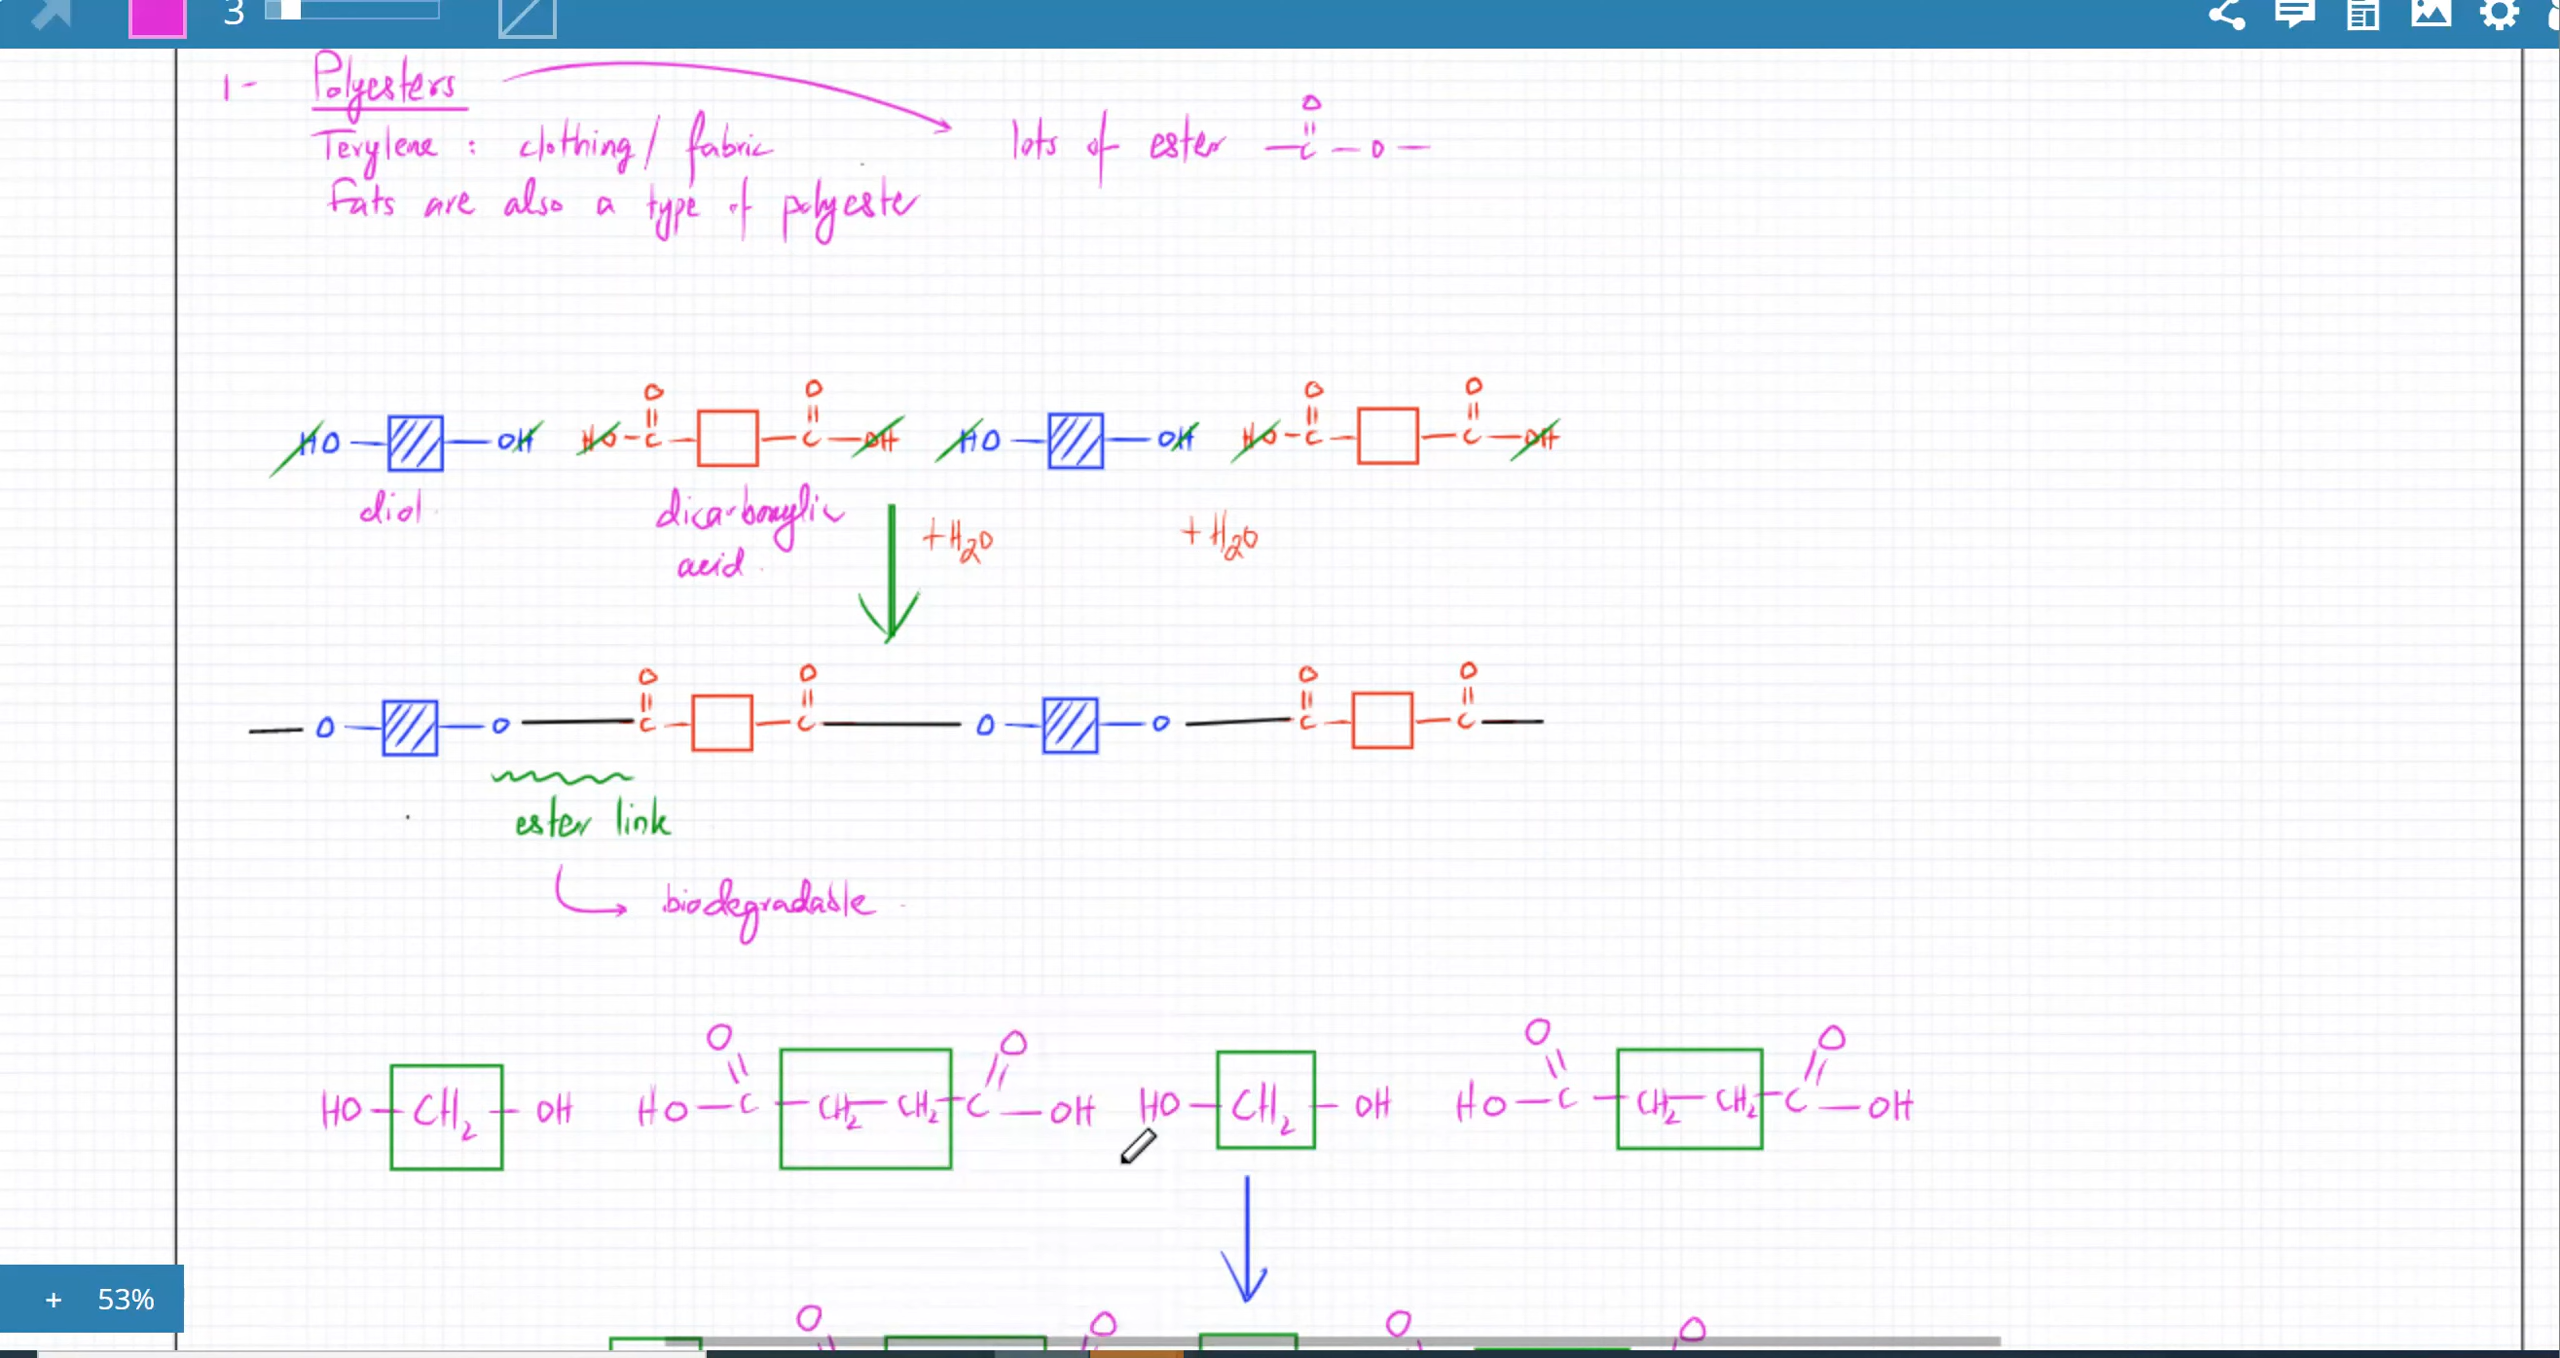 3
1- Polyesters
Terylene : clothing/ fabric
lots of ester
O
||
—C—O—
Fats are also a type of polyeste
O O O O
HO — OH HO-C — C—OH HO — OH HO-C — C—OH
diol
dicarboxylic
acid
+H2O +H2O
O O O O
— O — O — C — C — O — O — C — C —
ester link
biodegradable
O O O O
HO—CH2—OH HO—C—CH2—CH2—C—OH HO—CH2—OH HO—C—CH2—CH2—C—OH
+ 53%
O O O O